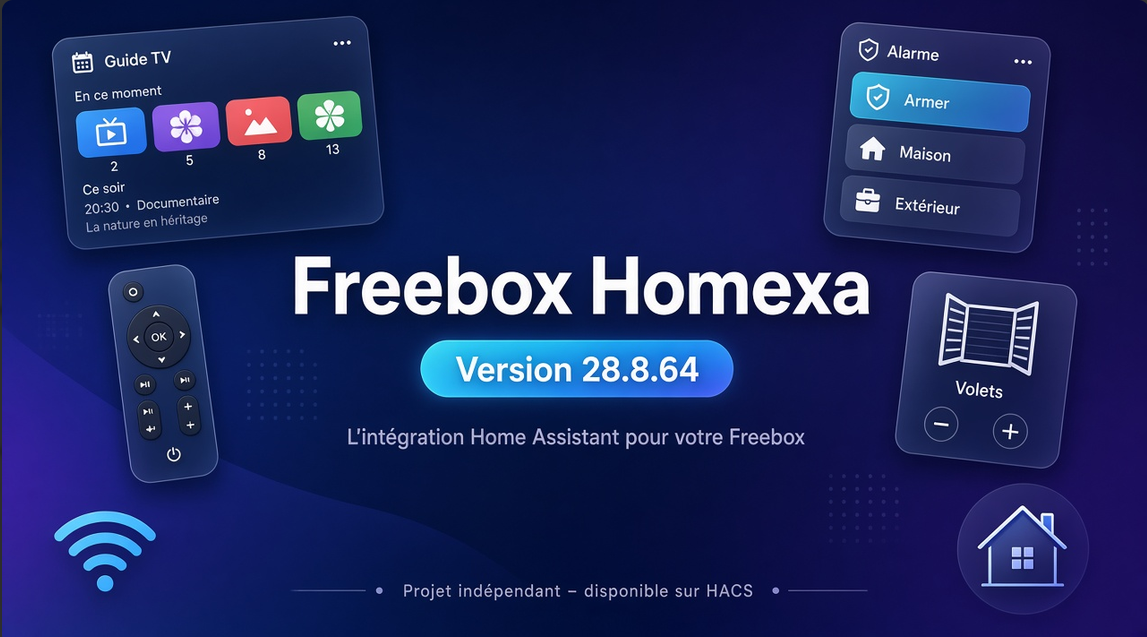 Guide TV
En ce moment
2
5
8
13
Ce soir
20:30 • Documentaire
La nature en héritage
Alarme
Armer
Maison
Extérieur
OK
Freebox Homexa
Version 28.8.64
L'intégration Home Assistant pour votre Freebox
Volets
Projet indépendant – disponible sur HACS